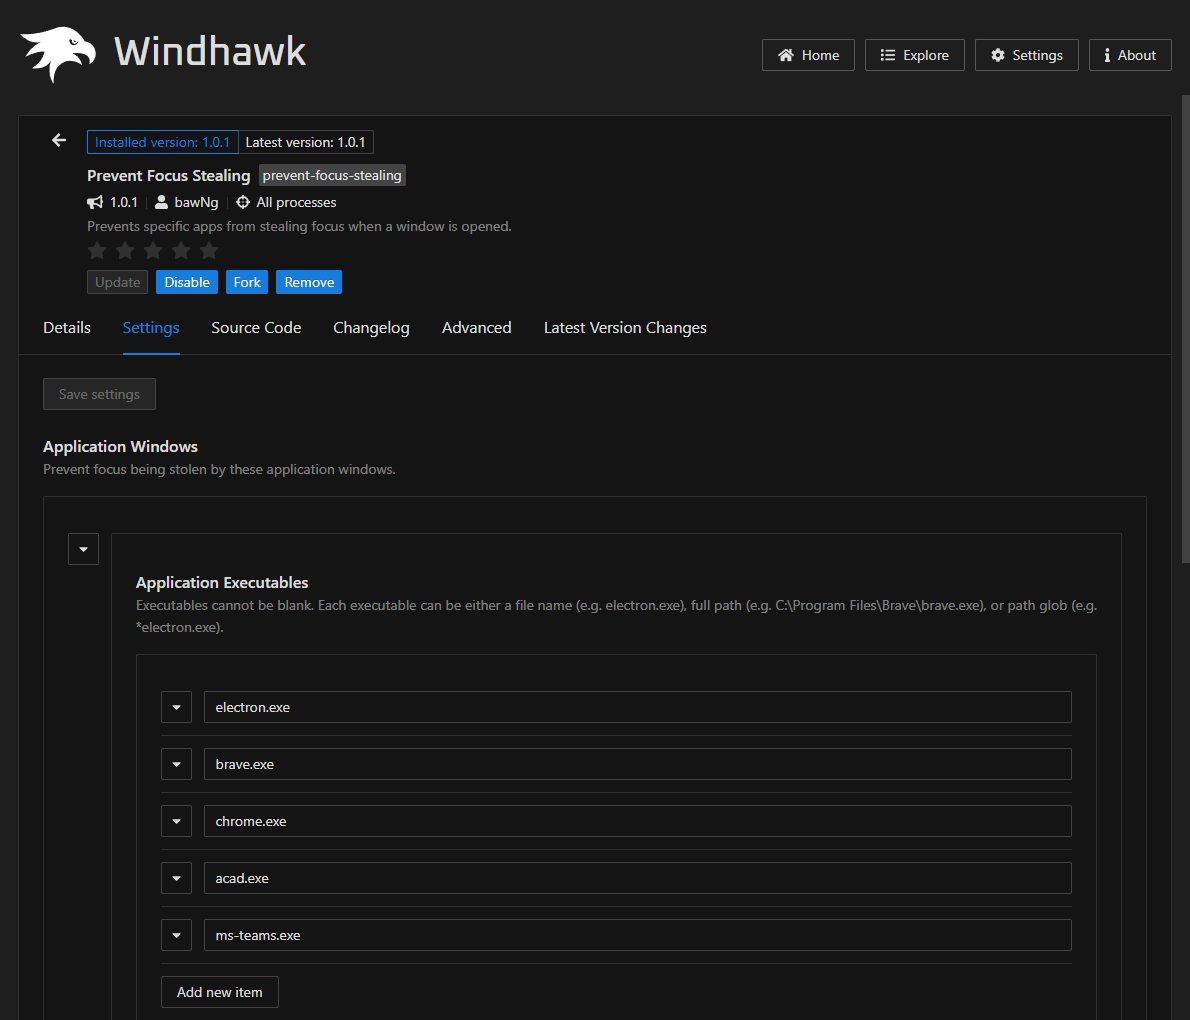 Windhawk
Home
Explore
Settings
About
Installed version: 1.0.1
Latest version: 1.0.1
Prevent Focus Stealing prevent-focus-stealing
1.0.1
bawNg
All processes
Prevents specific apps from stealing focus when a window is opened.
Update
Disable
Fork
Remove
Details
Settings
Source Code
Changelog
Advanced
Latest Version Changes
Save settings
Application Windows
Prevent focus being stolen by these application windows.
Application Executables
Executables cannot be blank. Each executable can be either a file name (e.g. electron.exe), full path (e.g. C:\Program Files\Brave\brave.exe), or path glob (e.g.
*electron.exe).
electron.exe
brave.exe
chrome.exe
acad.exe
ms-teams.exe
Add new item